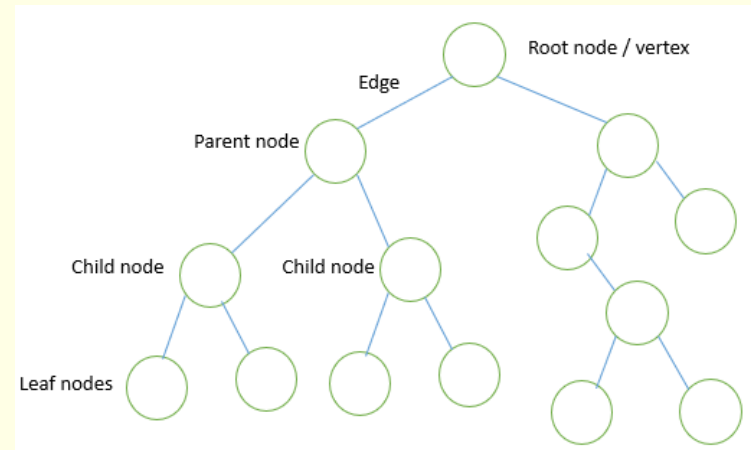 Root node / vertex
Edge
Parent node
Child node
Child node
Leaf nodes